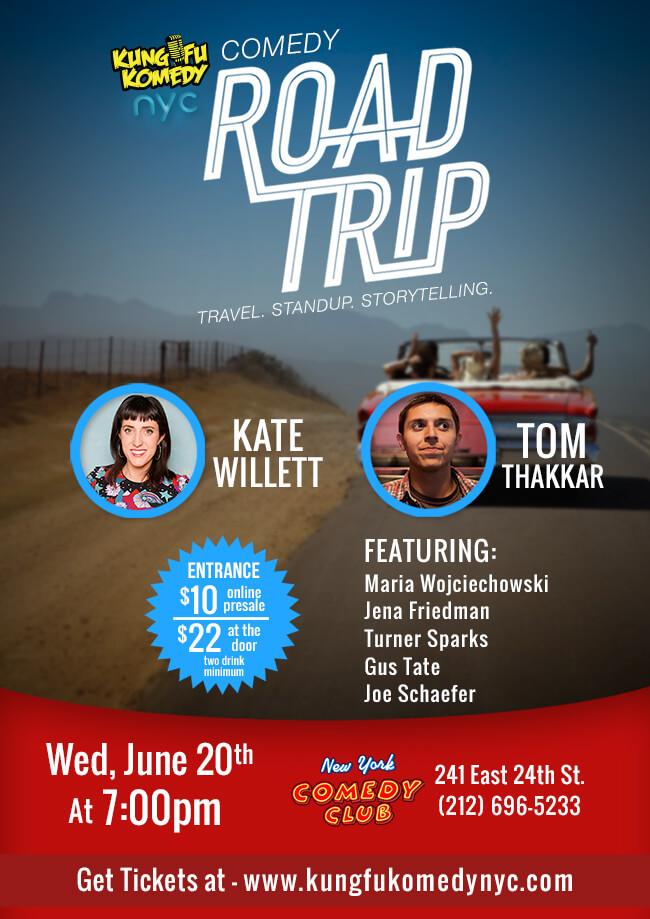 KUNG FU
KOMEDY
nyc
COMEDY
ROAD
TRIP
TRAVEL. STANDUP. STORYTELLING.
KATE
WILLETT
TOM
THAKKAR
ENTRANCE
$10 online presale
$22 at the door
two drink
minimum
FEATURING:
Maria Wojciechowski
Jena Friedman
Turner Sparks
Gus Tate
Joe Schaefer
Wed, June 20th
At 7:00pm
New York
COMEDY
CLUB
241 East 24th St.
(212) 696-5233
Get Tickets at - www.kungfukomedynyc.com